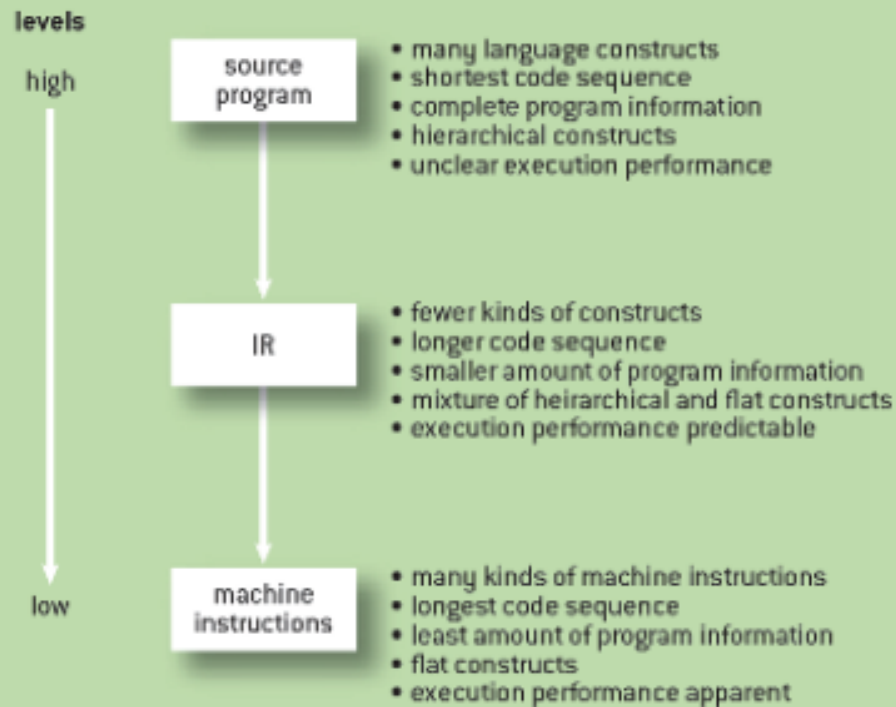 levels
high
source
program
• many language constructs
• shortest code sequence
• complete program information
• hierarchical constructs
• unclear execution performance
IR
• fewer kinds of constructs
• longer code sequence
• smaller amount of program information
• mixture of heirarchical and flat constructs
• execution performance predictable
low
machine
instructions
• many kinds of machine instructions
• longest code sequence
• least amount of program information
• flat constructs
• execution performance apparent